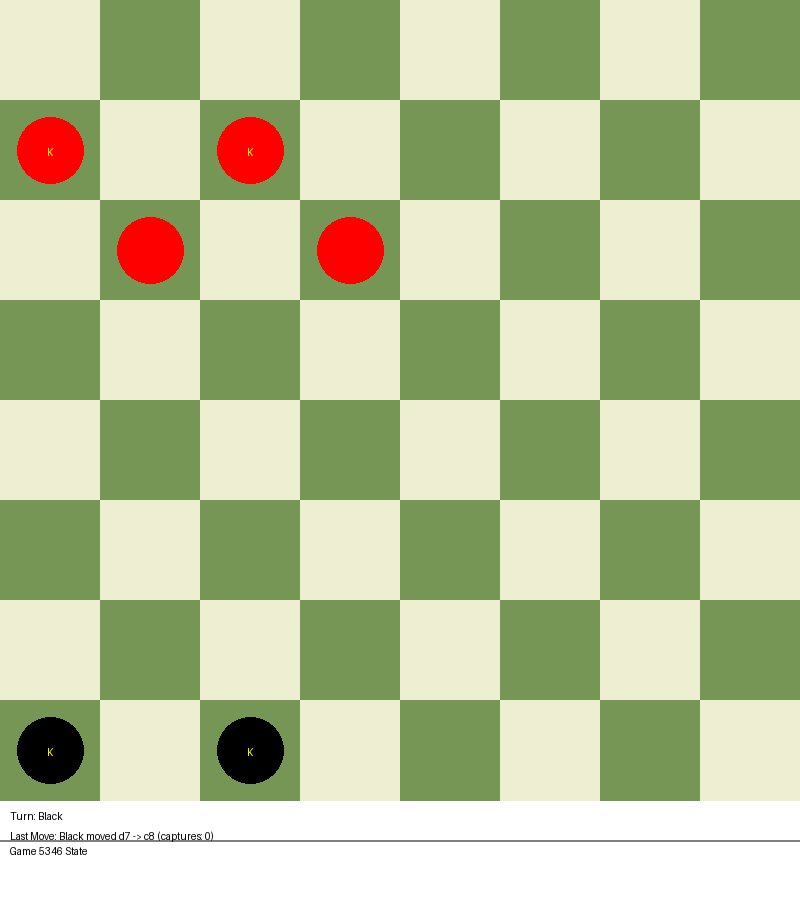 K K
K K
Turn: Black
Last Move: Black moved d7 -> c8 (captures: 0)
Game 5346 State